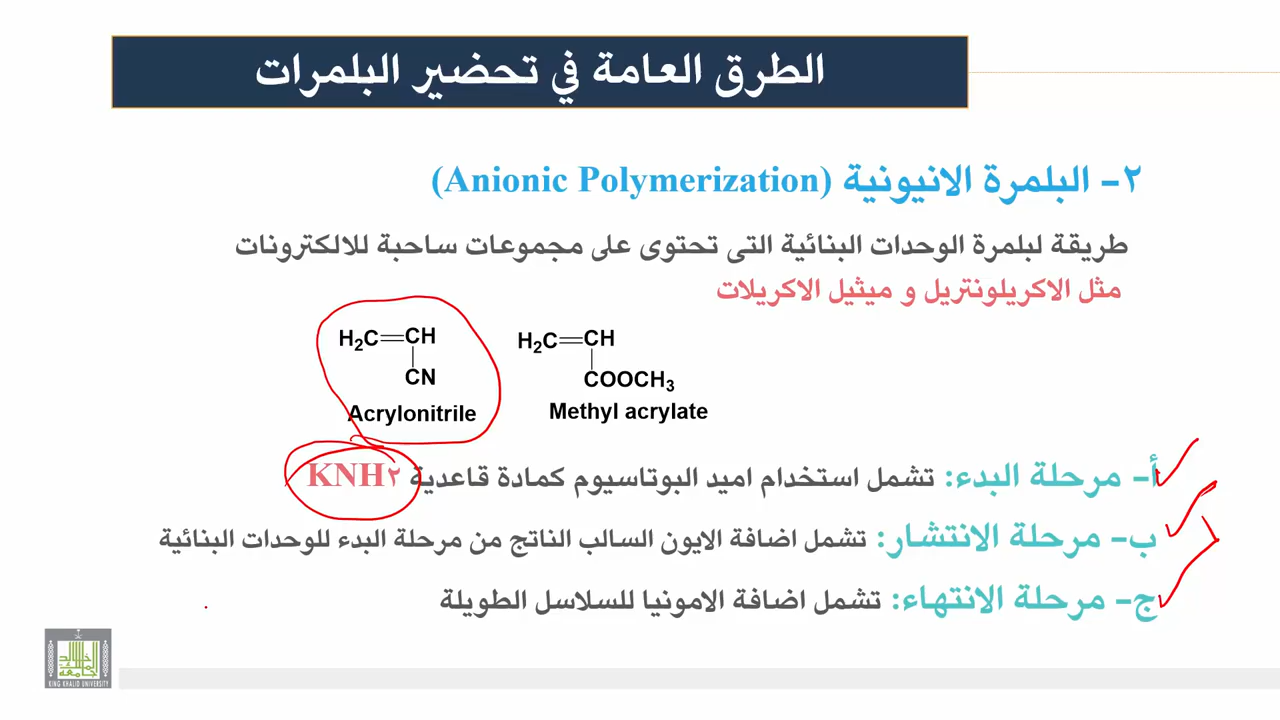 الطرق العامة في تحضير البلمرات
٢- البلمرة الانيونية (Anionic Polymerization)
طريقة لبلمرة الوحدات البنائية التى تحتوى على مجموعات ساحبة للالكترونات
مثل الاكريلونتريل و ميثيل الاكريلات
H₂C=CH
CN
Acrylonitrile
H₂C=CH
COOCH₃
Methyl acrylate
أ- مرحلة البدء: تشمل استخدام اميد البوتاسيوم كمادة قاعدية KNH٢
ب- مرحلة الانتشار: تشمل اضافة الايون السالب الناتج من مرحلة البدء للوحدات البنائية
ج- مرحلة الانتهاء: تشمل اضافة الامونيا للسلاسل الطويلة
KING KHALID UNIVERSITY